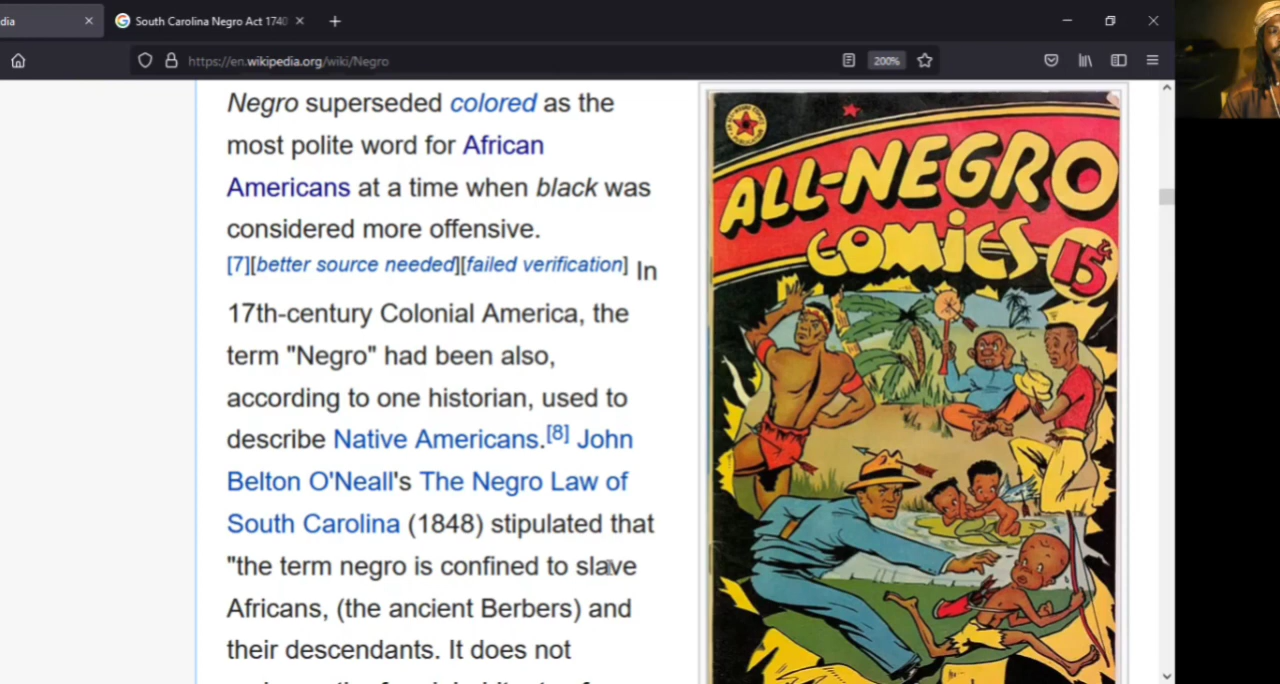 dia
South Carolina Negro Act 1740
https://en.wikipedia.org/wiki/Negro
200%
Negro superseded colored as the
most polite word for African
Americans at a time when black was
considered more offensive.
[7][better source needed][failed verification] In
17th-century Colonial America, the
term "Negro" had been also,
according to one historian, used to
describe Native Americans.[8] John
Belton O'Neall's The Negro Law of
South Carolina (1848) stipulated that
"the term negro is confined to slave
Africans, (the ancient Berbers) and
their descendants. It does not
ALL-NEGRO
COMICS
15¢